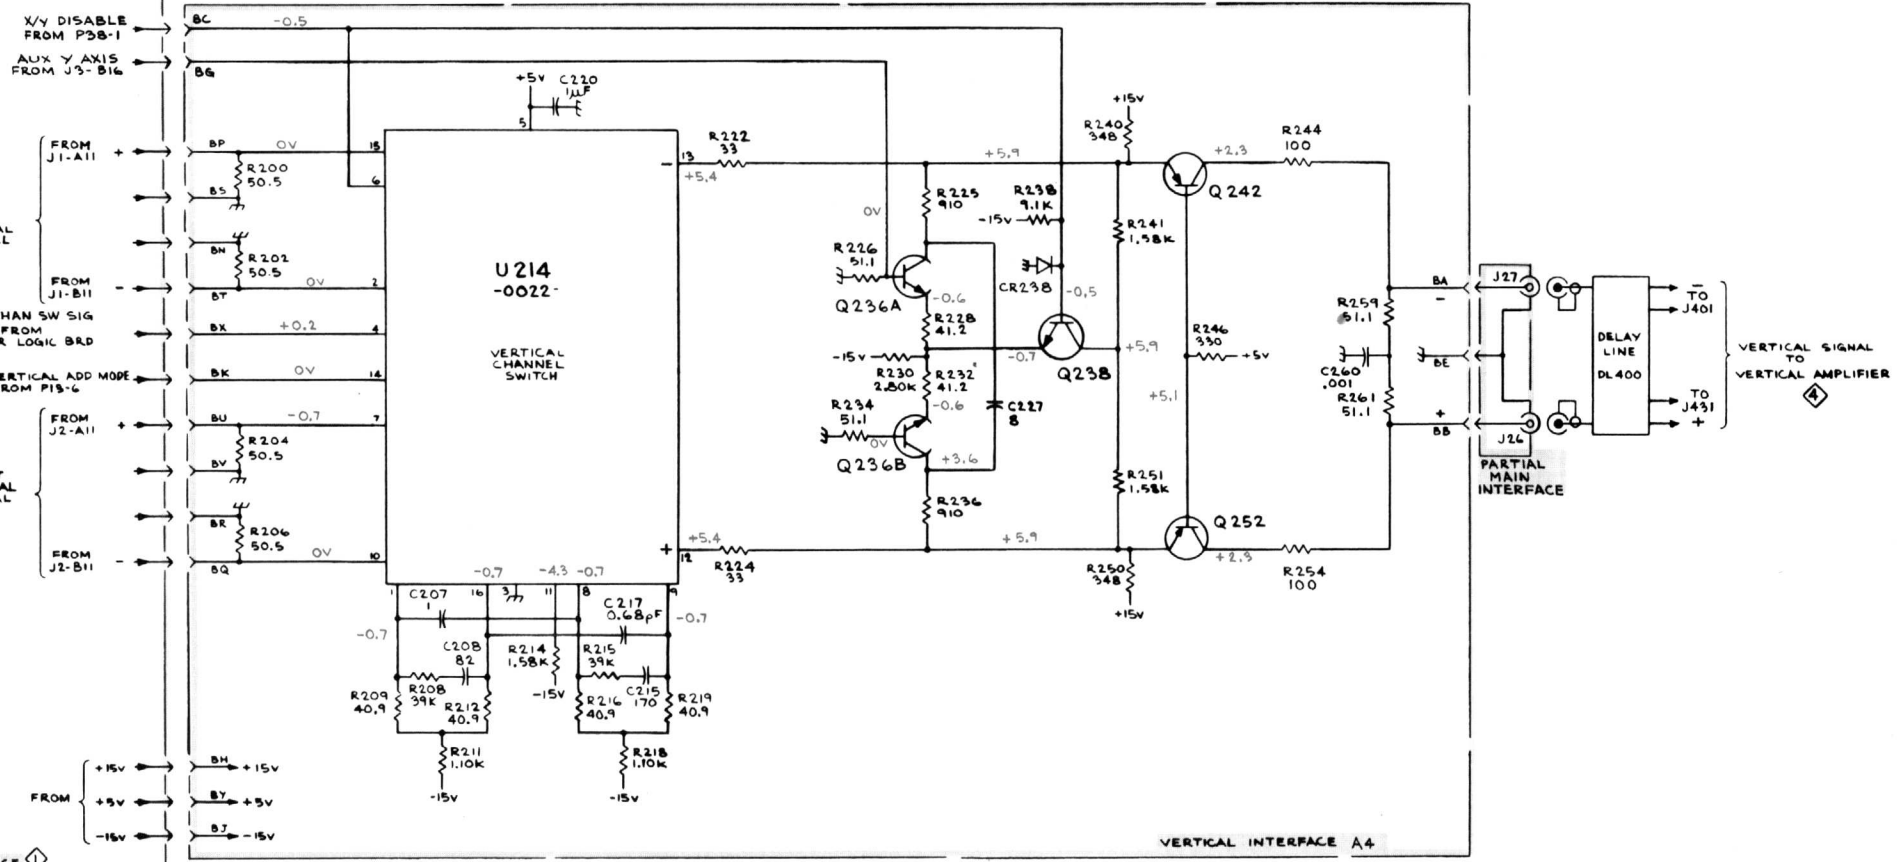 X/Y DISABLE
FROM P38-1
BC
-0.5
AUX Y AXIS
FROM J3-B16
BG
+5V
C220
1µF
5
FROM
J1-A11
+
BP
0V
15
R200
50.5
BS
6
BN
R202
50.5
FROM
J1-B11
-
BT
0V
2
HAN SW SIG
FROM
R LOGIC BRD
BX
+0.2
4
ERTICAL ADD MODE
ROM P13-6
BK
0V
14
FROM
J2-A11
+
BU
-0.7
7
R204
50.5
BV
BR
R206
50.5
FROM
J2-B11
-
BQ
0V
10
U214
-0022-
VERTICAL
CHANNEL
SWITCH
-
13
+5.4
R222
33
+
12
+5.4
R224
33
-0.7
-4.3
-0.7
1
16
3
11
8
9
C207
1
C217
0.68pF
-0.7
-0.7
C208
82
R214
1.58K
-15V
R215
39K
R209
40.9
R208
39K
R212
40.9
R216
40.9
C215
170
R219
40.9
R211
1.10K
-15V
R218
1.10K
-15V
+5.9
R225
910
0V
R226
51.1
Q236A
-0.6
R228
41.2
-15V
R230
2.80K
R232
41.2
-0.6
R234
51.1
0V
Q236B
+3.6
C227
8
R236
910
+5.9
R238
9.1K
-15V
CR238
-0.5
-0.7
Q238
+5.9
+15V
R240
348
R241
1.58K
Q242
+2.3
R244
100
R246
330
+5V
+5.1
R251
1.58K
Q252
+2.3
R250
348
+15V
R254
100
R259
51.1
C260
.001
R261
51.1
BA
-
BE
+
BB
J27
J26
PARTIAL
MAIN
INTERFACE
DELAY
LINE
DL400
-
TO
J401
TO
J431
+
VERTICAL SIGNAL
TO
VERTICAL AMPLIFIER
4
FROM
+15V
BH
+15V
+5V
BY
+5V
-15V
BJ
-15V
1
VERTICAL INTERFACE A4